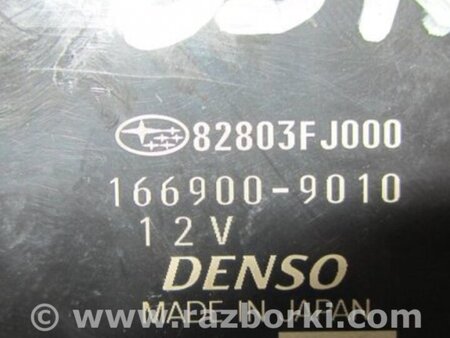 82803FJ000
166900-9010
12V
DENSO
MADE IN JAPAN
© www.razborki.com